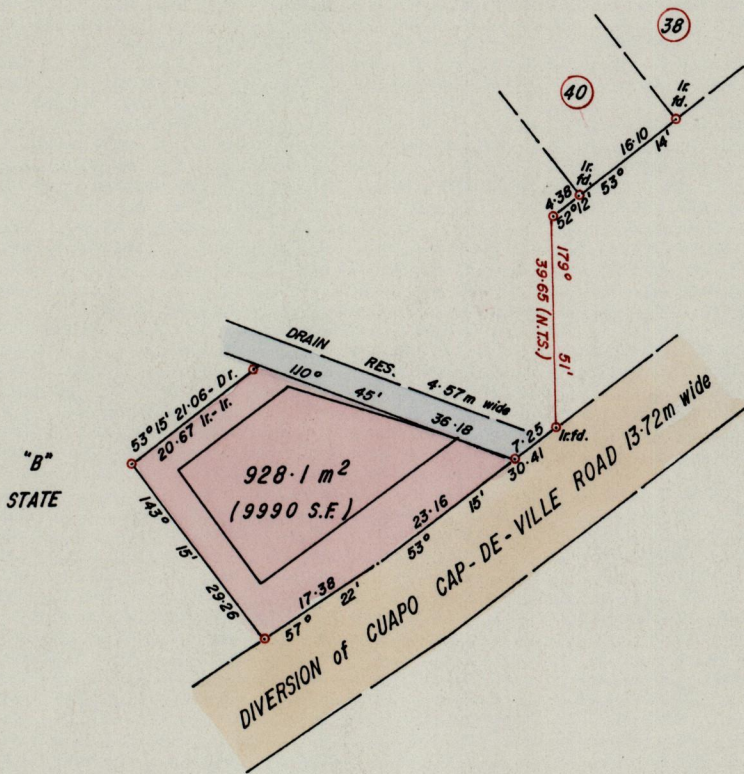 38
Ir.
fd.
40
16·10
14'
Ir.
fd.
53°
4·38
52°12'
179°
51'
39·65 (N.T.S.)
DRAIN RES. 4·57m wide
110° 45' 36·18
53°15' 21·06 - Dr.
20·67 Ir.-Ir.
7·25
Ir.fd.
30·41
"B"
STATE
928·1 m²
(9990 S.F.)
143° 15' 29·26
23·16
53° 15'
17·38
57° 22'
DIVERSION of CUAPO CAP-DE-VILLE ROAD 13·72m wide